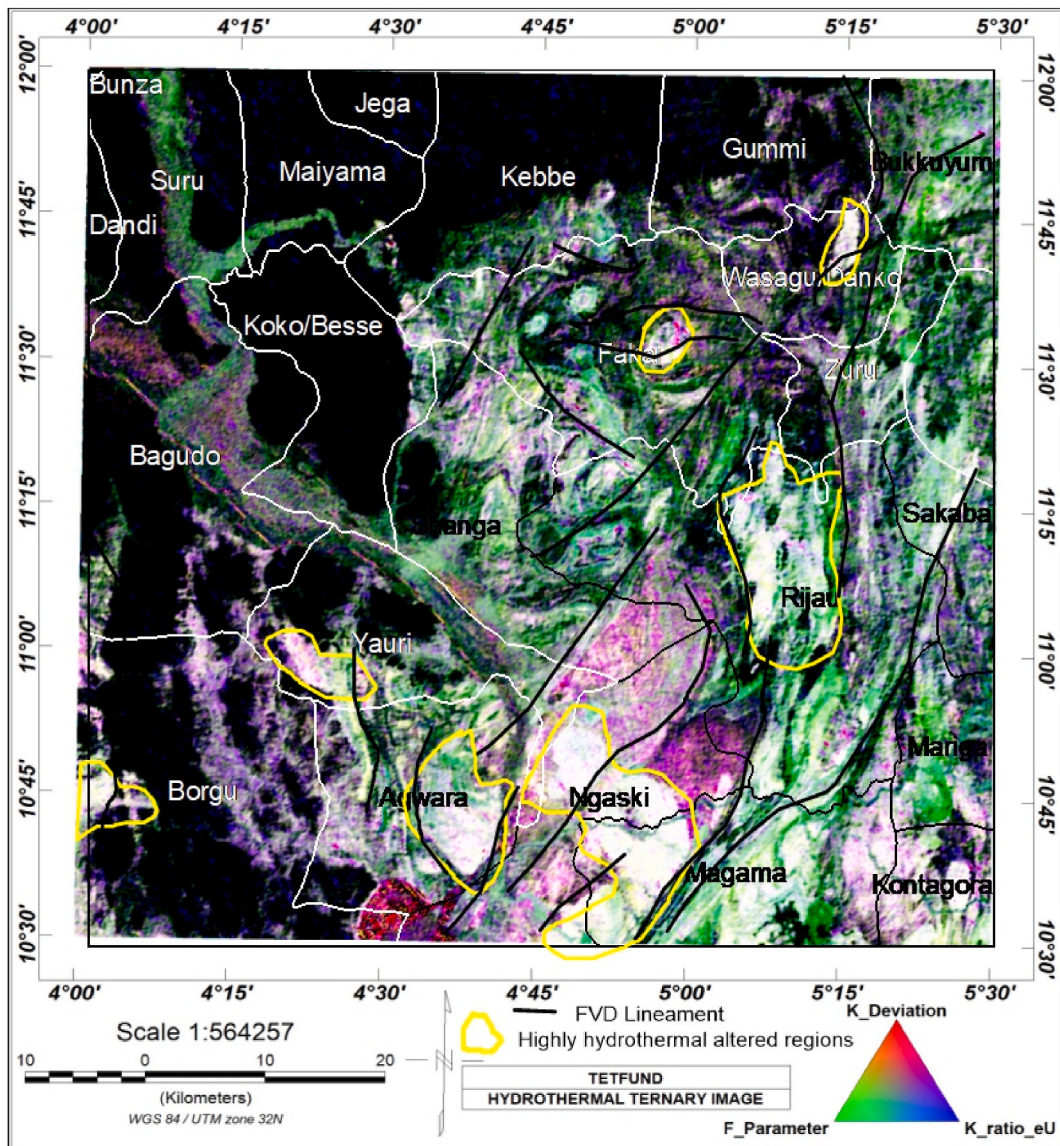 4°00' 4°15' 4°30' 4°45' 5°00' 5°15' 5°30'
12°00' 12°00'
Bunza
Jega
Gummi
Bukkuyum
Suru Maiyama Kebbe
11°45' 11°45'
Dandi
Wasagu/Danko
Koko/Besse
11°30' 11°30'
Zuru
Bagudo
11°15' 11°15'
Shanga Sakaba
Rijau
11°00' 11°00'
Yauri
Mariga
10°45' 10°45'
Borgu Agwara Ngaski
Magama Kontagora
10°30' 10°30'
4°00' 4°15' 4°30' 4°45' 5°00' 5°15' 5°30'
Scale 1:564257
10 0 10 20
(Kilometers)
WGS 84 / UTM zone 32N
N
FVD Lineament
Highly hydrothermal altered regions
TETFUND
HYDROTHERMAL TERNARY IMAGE
K_Deviation
F_Parameter K_ratio_eU